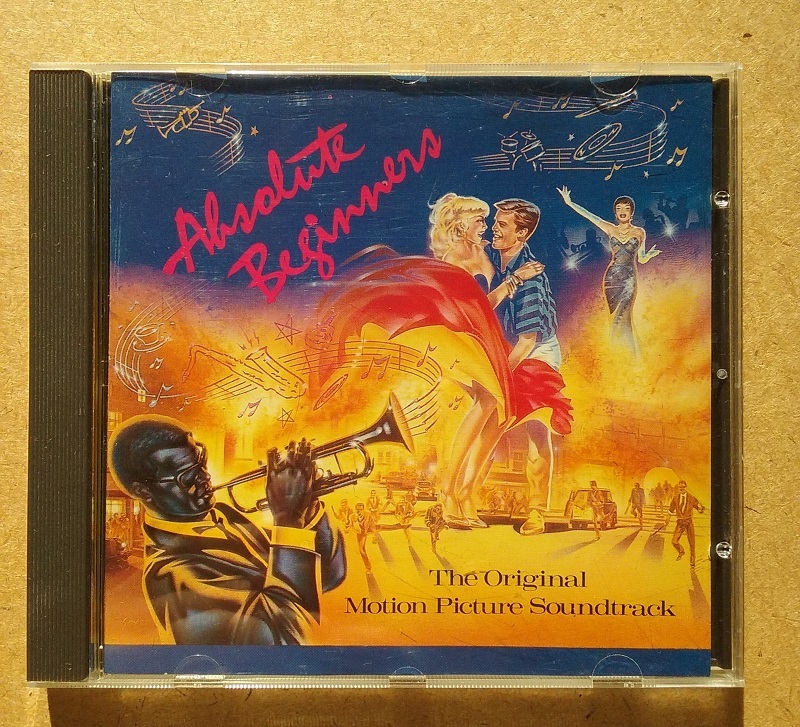 Absolute
Beginners
The Original
Motion Picture Soundtrack